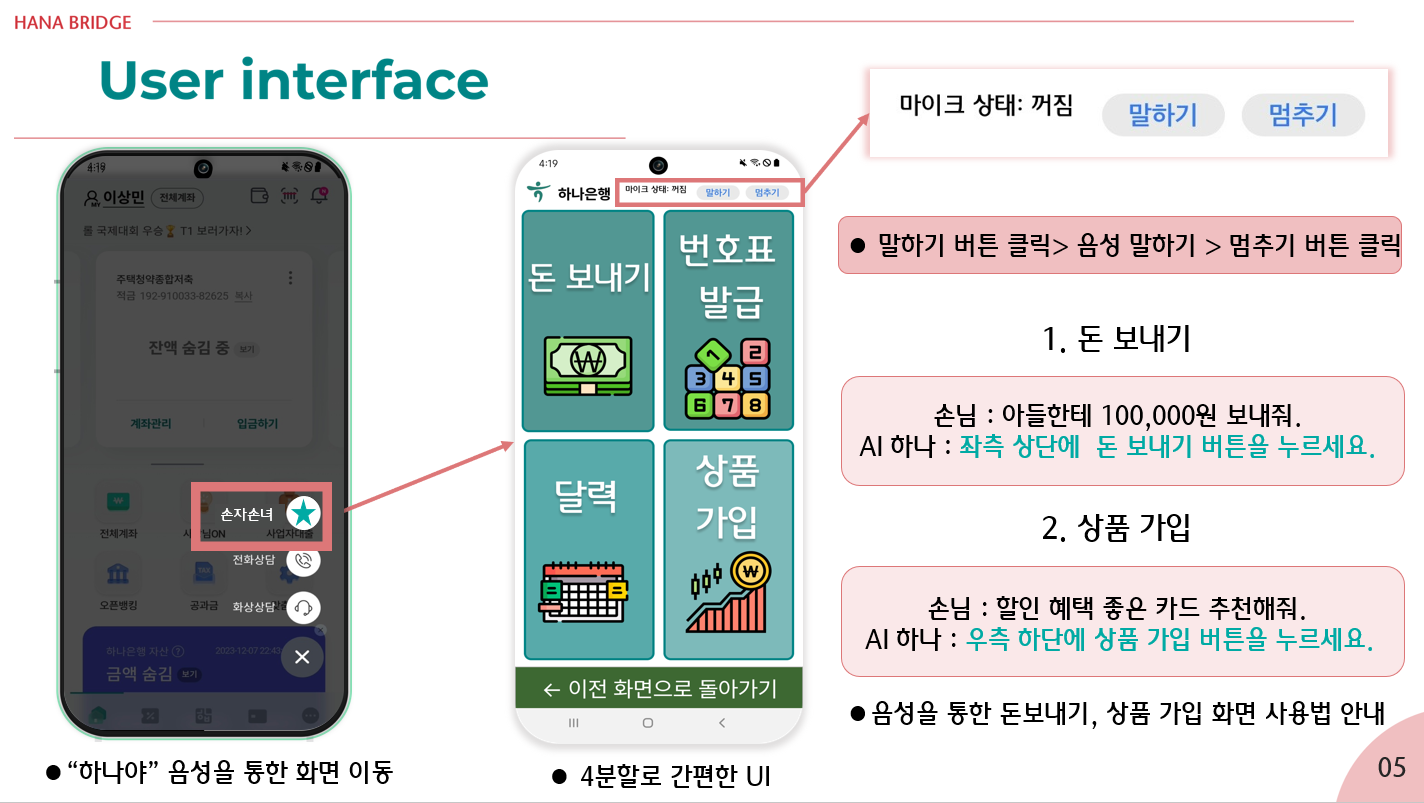 HANA BRIDGE
User interface
마이크 상태: 꺼짐 말하기 멈추기
4:19
이상민 전체계좌
MY
롤 국제대회 우승🏆 T1 보러가자! >
주택청약종합저축
적금 192-910033-82625 복사
잔액 숨김 중 보기
계좌관리 입금하기
손자손녀
전체계좌
사장님ON
사업자대출
전화상담
오픈뱅킹
공과금
화상상담
하나은행 자산
2023-12-07 22:43
금액 숨김 보기
●“하나야” 음성을 통한 화면 이동
4:19
하나은행 마이크 상태: 꺼짐 말하기 멈추기
돈 보내기
번호표
발급
1 2
3 4 5
6 7 8
달력
상품
가입
← 이전 화면으로 돌아가기
● 4분할로 간편한 UI
● 말하기 버튼 클릭> 음성 말하기 > 멈추기 버튼 클릭
1. 돈 보내기
손님 : 아들한테 100,000원 보내줘.
AI 하나 : 좌측 상단에 돈 보내기 버튼을 누르세요.
2. 상품 가입
손님 : 할인 혜택 좋은 카드 추천해줘.
AI 하나 : 우측 하단에 상품 가입 버튼을 누르세요.
●음성을 통한 돈보내기, 상품 가입 화면 사용법 안내
05